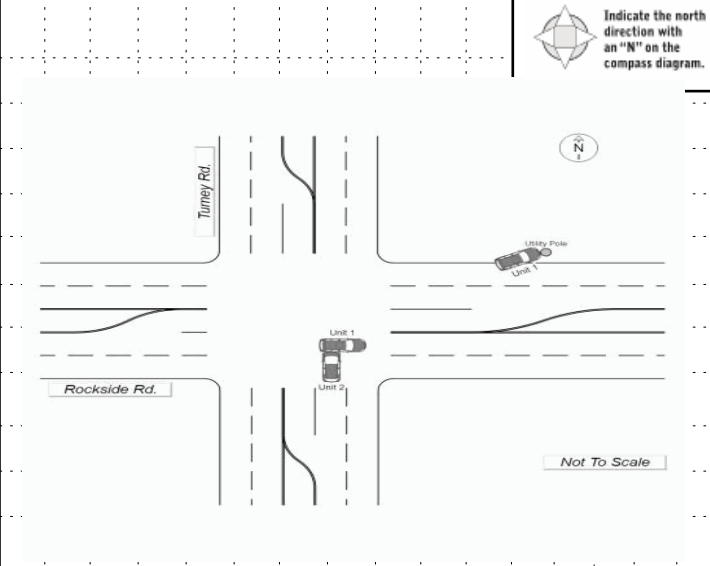 Indicate the north
direction with
an “N” on the
compass diagram.
N
Turney Rd.
Utility Pole
Unit 1
Unit 1
Unit 2
Rockside Rd.
Not To Scale